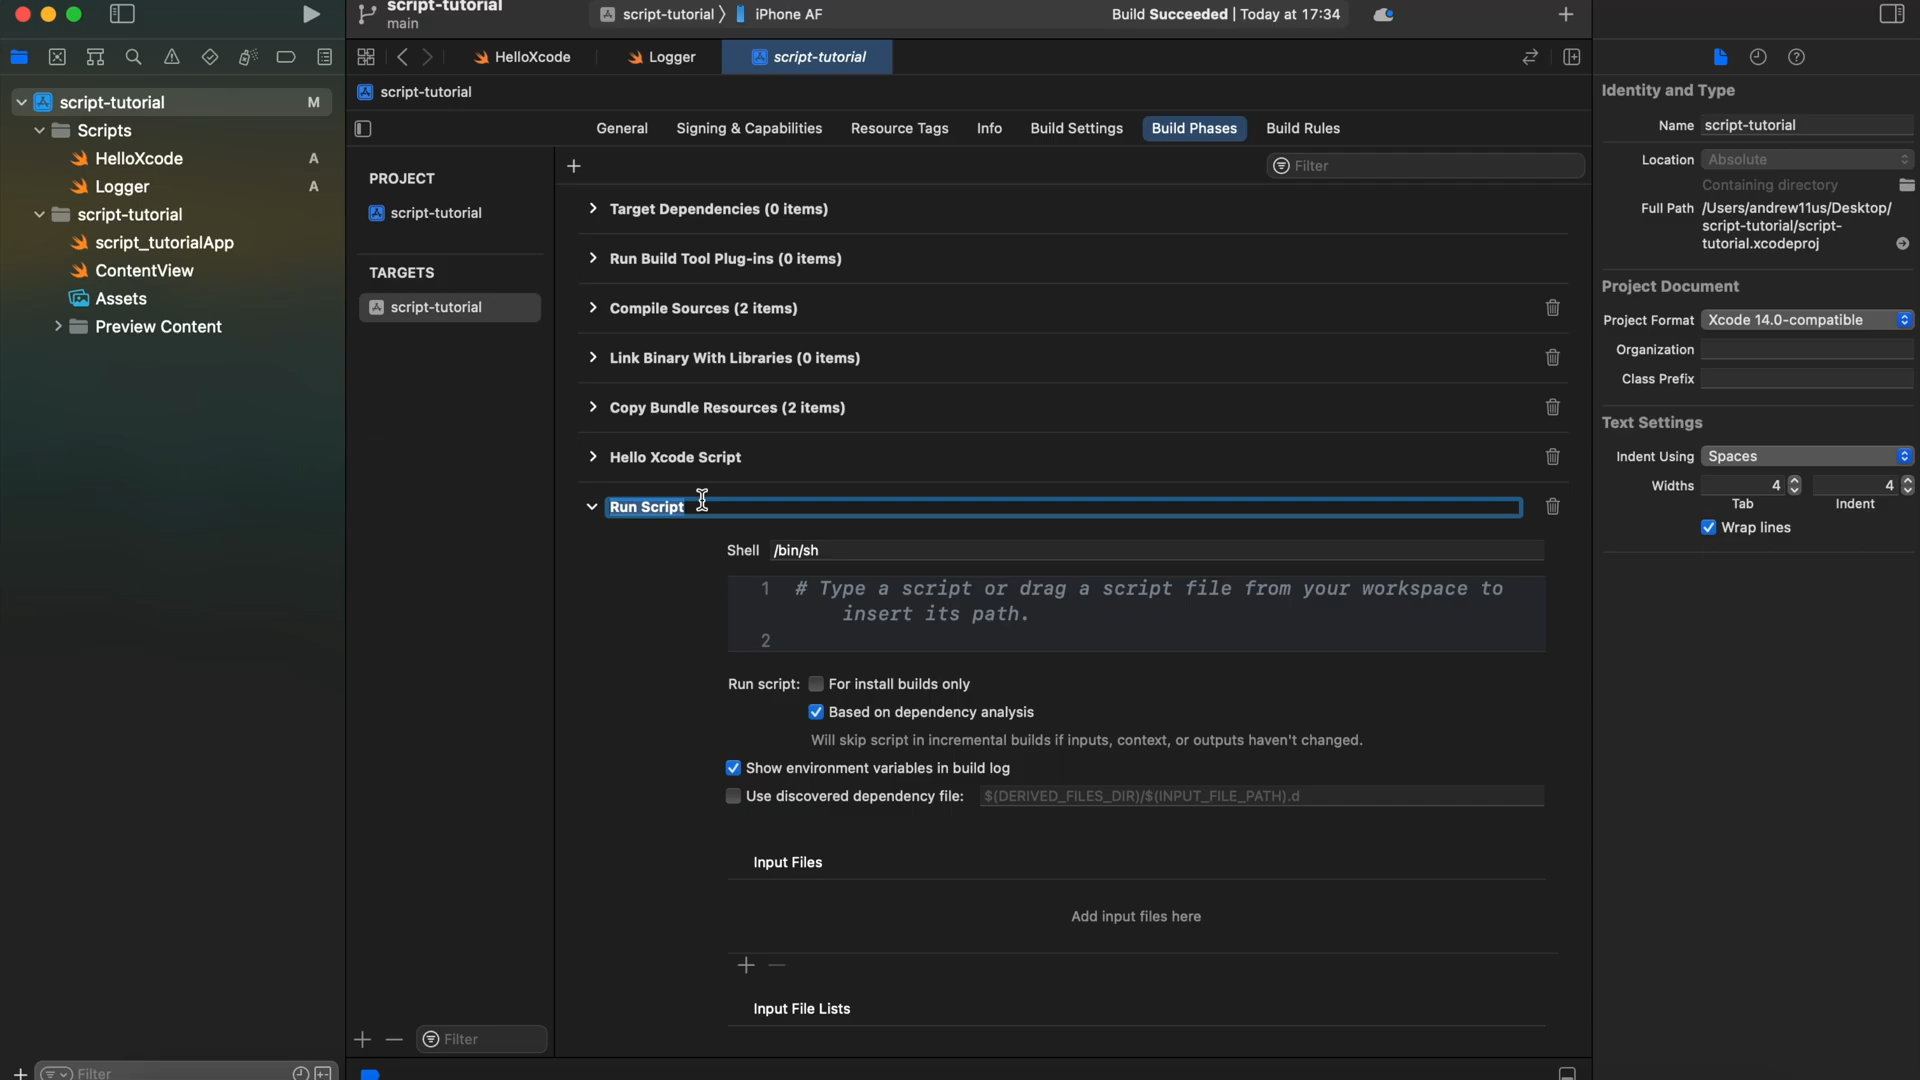 script-tutorial
main
script-tutorial 〉 iPhone AF
Build Succeeded | Today at 17:34
HelloXcode
Logger
script-tutorial
script-tutorial M
Scripts
HelloXcode A
Logger A
script-tutorial
script_tutorialApp
ContentView
Assets
Preview Content
Filter
script-tutorial
General
Signing & Capabilities
Resource Tags
Info
Build Settings
Build Phases
Build Rules
PROJECT
script-tutorial
TARGETS
script-tutorial
Filter
Filter
Target Dependencies (0 items)
Run Build Tool Plug-ins (0 items)
Compile Sources (2 items)
Link Binary With Libraries (0 items)
Copy Bundle Resources (2 items)
Hello Xcode Script
Run Script
Shell /bin/sh
1 # Type a script or drag a script file from your workspace to
insert its path.
2
Run script: For install builds only
Based on dependency analysis
Will skip script in incremental builds if inputs, context, or outputs haven't changed.
Show environment variables in build log
Use discovered dependency file: $(DERIVED_FILES_DIR)/$(INPUT_FILE_PATH).d
Input Files
Add input files here
Input File Lists
Identity and Type
Name script-tutorial
Location Absolute
Containing directory
Full Path /Users/andrew11us/Desktop/
script-tutorial/script-
tutorial.xcodeproj
Project Document
Project Format Xcode 14.0-compatible
Organization
Class Prefix
Text Settings
Indent Using Spaces
Widths 4 4
Tab Indent
Wrap lines